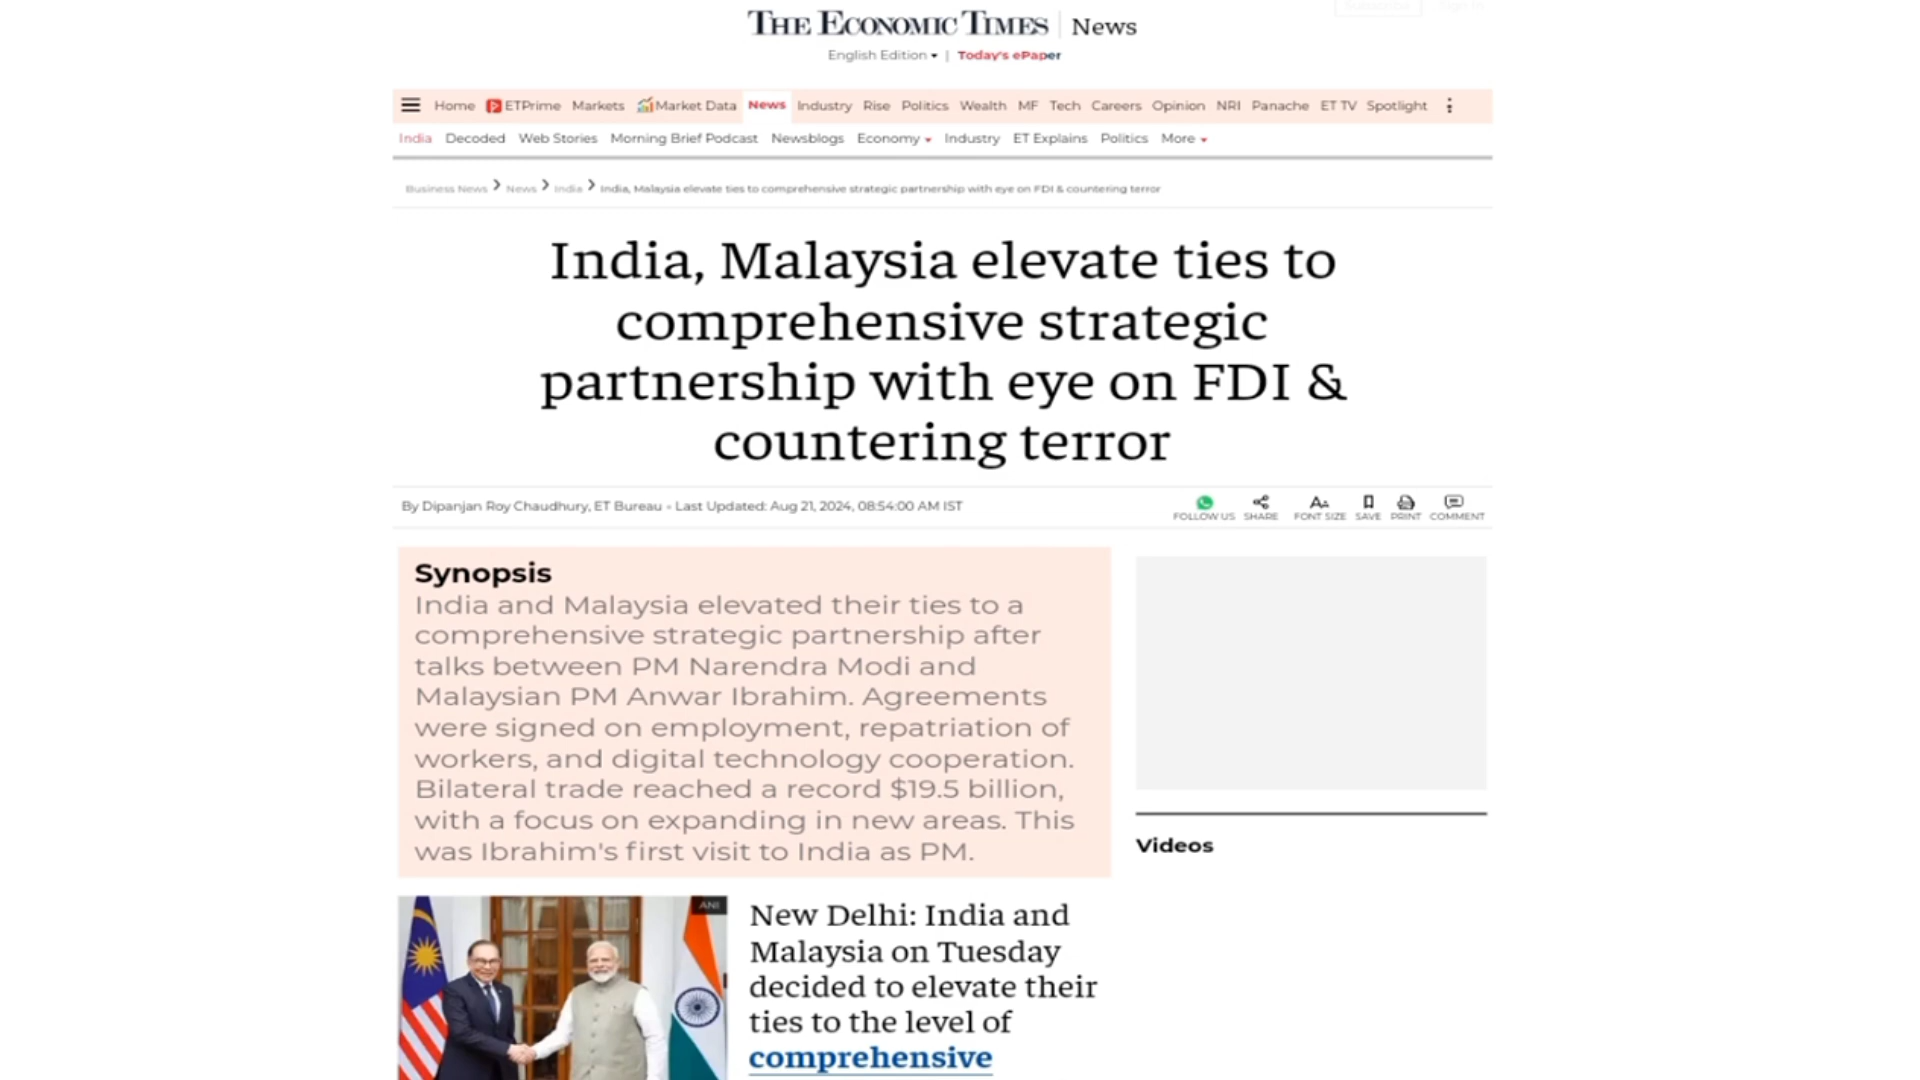 Subscribe Sign In
THE ECONOMIC TIMES | News
English Edition | Today's ePaper
Home ETPrime Markets Market Data News Industry Rise Politics Wealth MF Tech Careers Opinion NRI Panache ET TV Spotlight
India Decoded Web Stories Morning Brief Podcast Newsblogs Economy Industry ET Explains Politics More
Business News News India India, Malaysia elevate ties to comprehensive strategic partnership with eye on FDI & countering terror
India, Malaysia elevate ties to
comprehensive strategic
partnership with eye on FDI &
countering terror
By Dipanjan Roy Chaudhury, ET Bureau • Last Updated: Aug 21, 2024, 08:54:00 AM IST
FOLLOW US SHARE FONT SIZE SAVE PRINT COMMENT
Synopsis
India and Malaysia elevated their ties to a
comprehensive strategic partnership after
talks between PM Narendra Modi and
Malaysian PM Anwar Ibrahim. Agreements
were signed on employment, repatriation of
workers, and digital technology cooperation.
Bilateral trade reached a record $19.5 billion,
with a focus on expanding in new areas. This
was Ibrahim's first visit to India as PM.
Videos
ANI
New Delhi: India and
Malaysia on Tuesday
decided to elevate their
ties to the level of
comprehensive